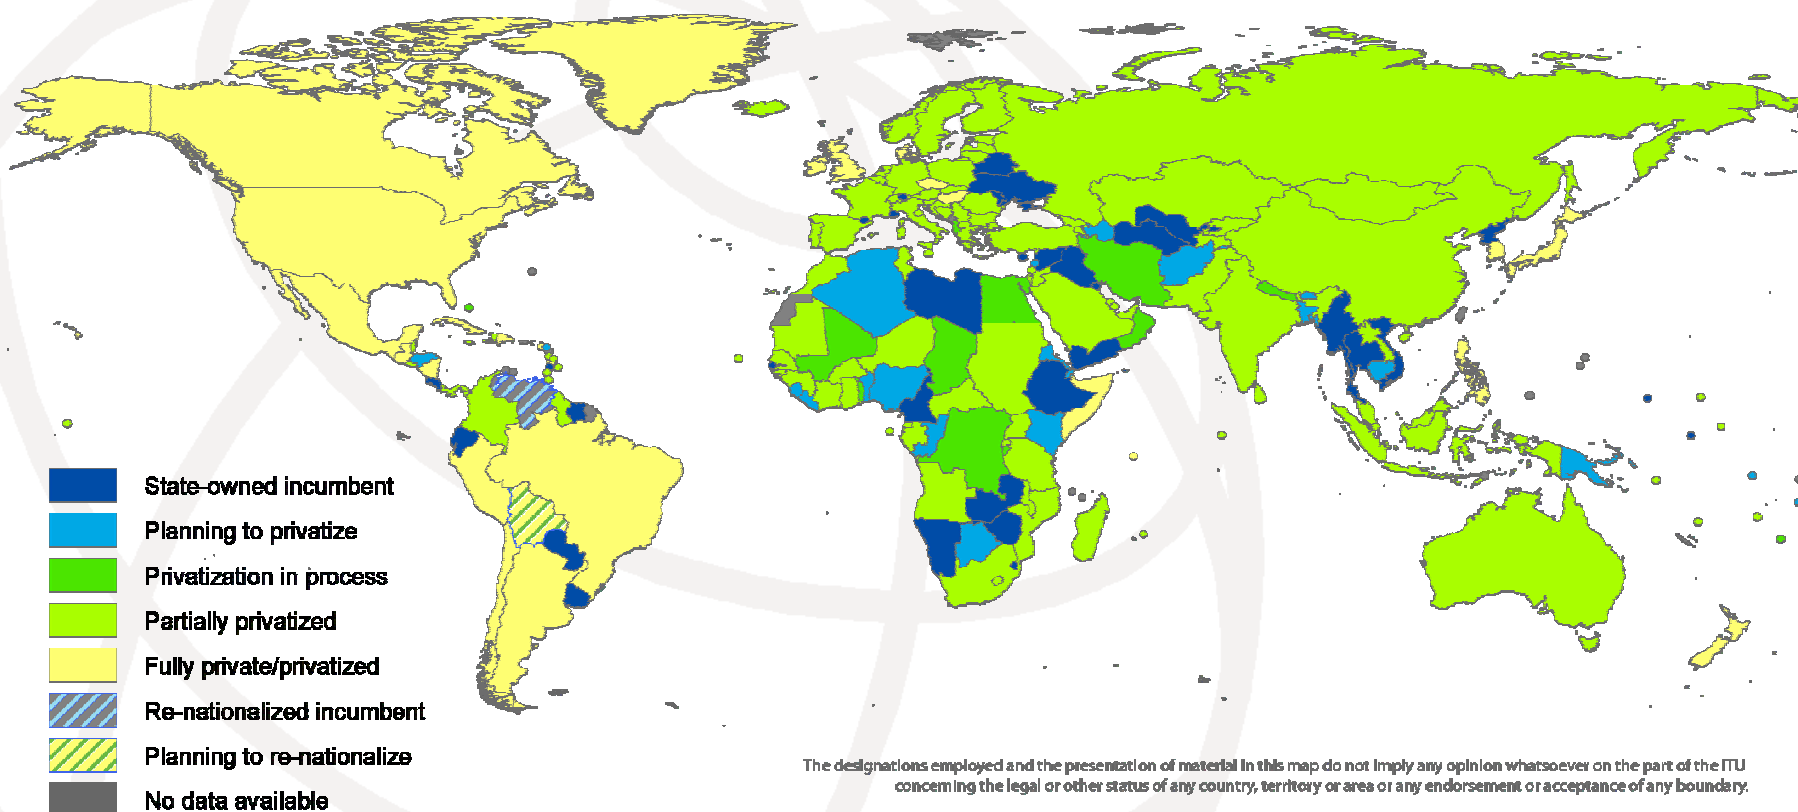 State-owned incumbent
Planning to privatize
Privatization in process
Partially privatized
Fully private/privatized
Re-nationalized incumbent
Planning to re-nationalize
No data available
The designations employed and the presentation of material in this map do not imply any opinion whatsoever on the part of the ITU
concerning the legal or other status of any country, territory or area or any endorsement or acceptance of any boundary.